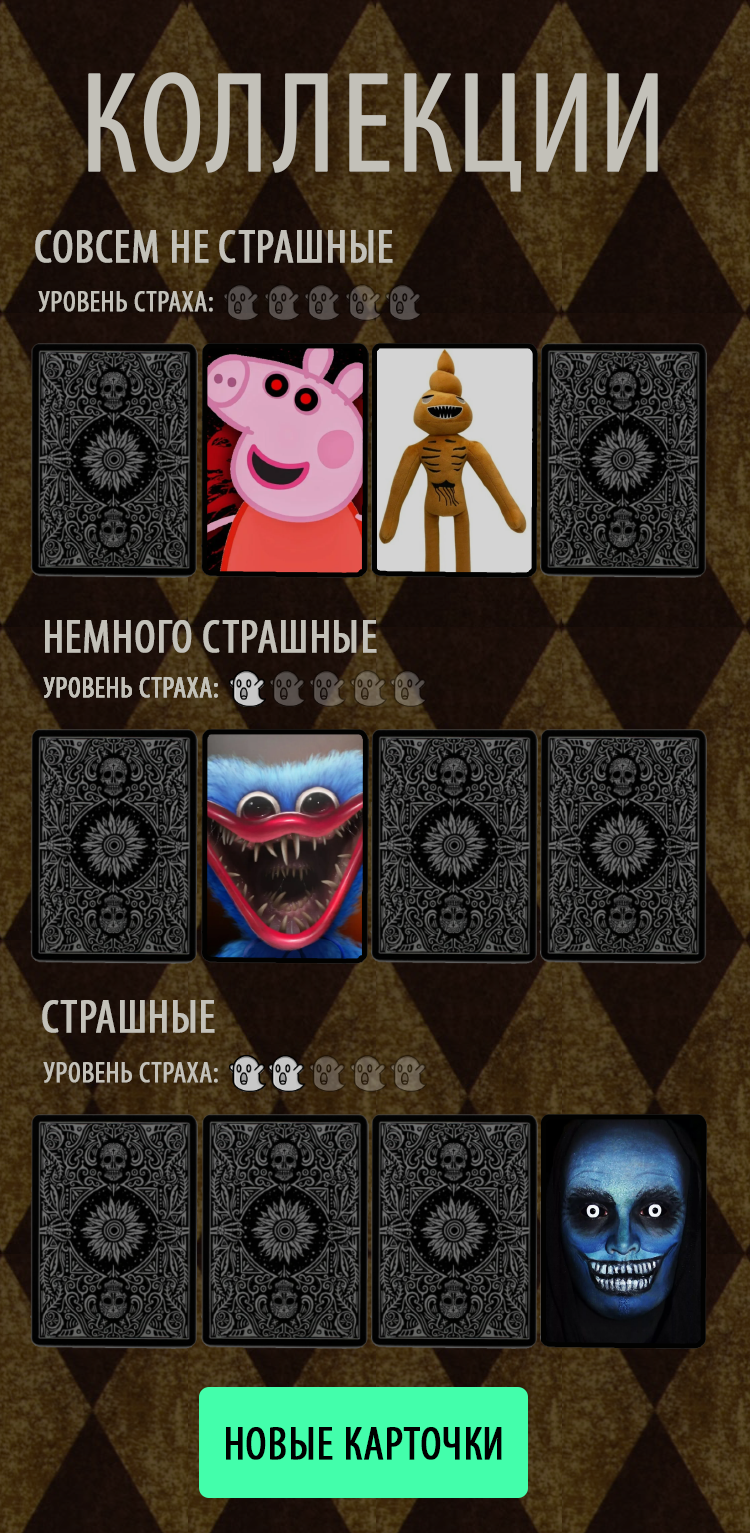 КОЛЛЕКЦИИ
СОВСЕМ НЕ СТРАШНЫЕ
УРОВЕНЬ СТРАХА:
НЕМНОГО СТРАШНЫЕ
УРОВЕНЬ СТРАХА:
СТРАШНЫЕ
УРОВЕНЬ СТРАХА:
НОВЫЕ КАРТОЧКИ